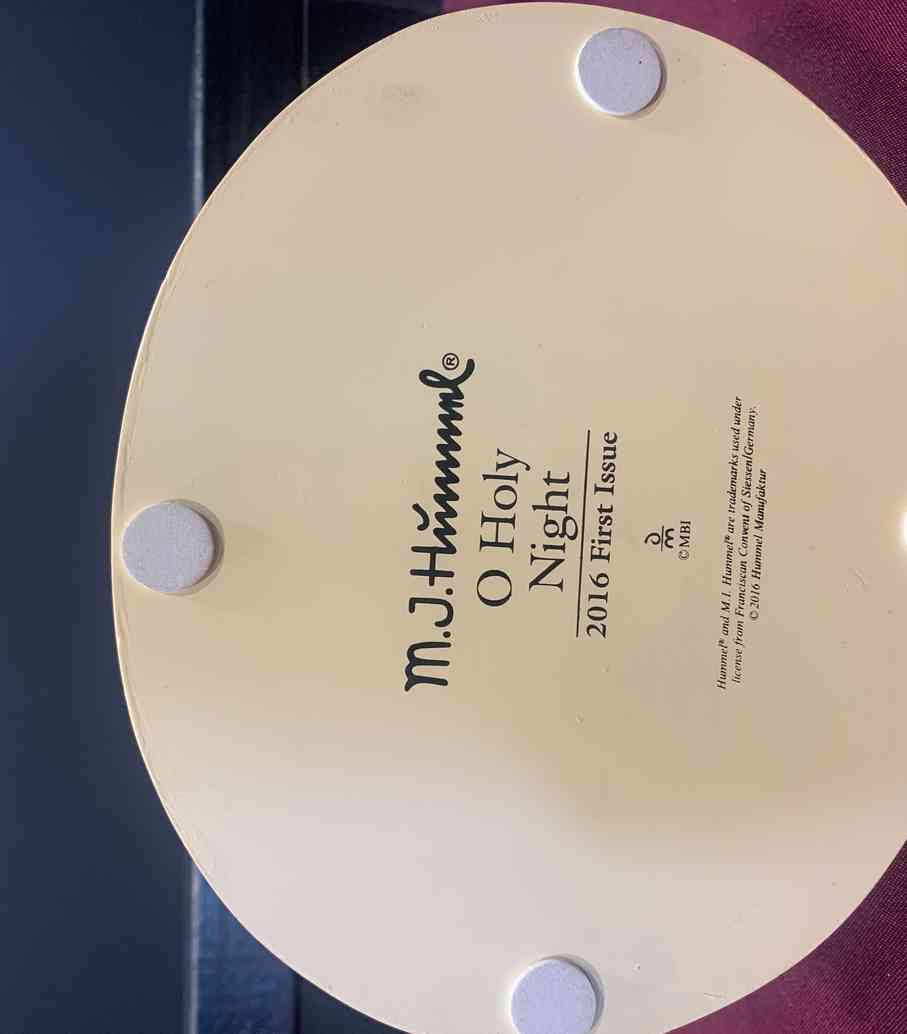 M.J.Hummel®
O Holy
Night
2016 First Issue
©MBI
Hummel® and M.I. Hummel® are trademarks used under
license from Franciscan Convent of Siessen/Germany.
© 2016 Hummel Manufaktur